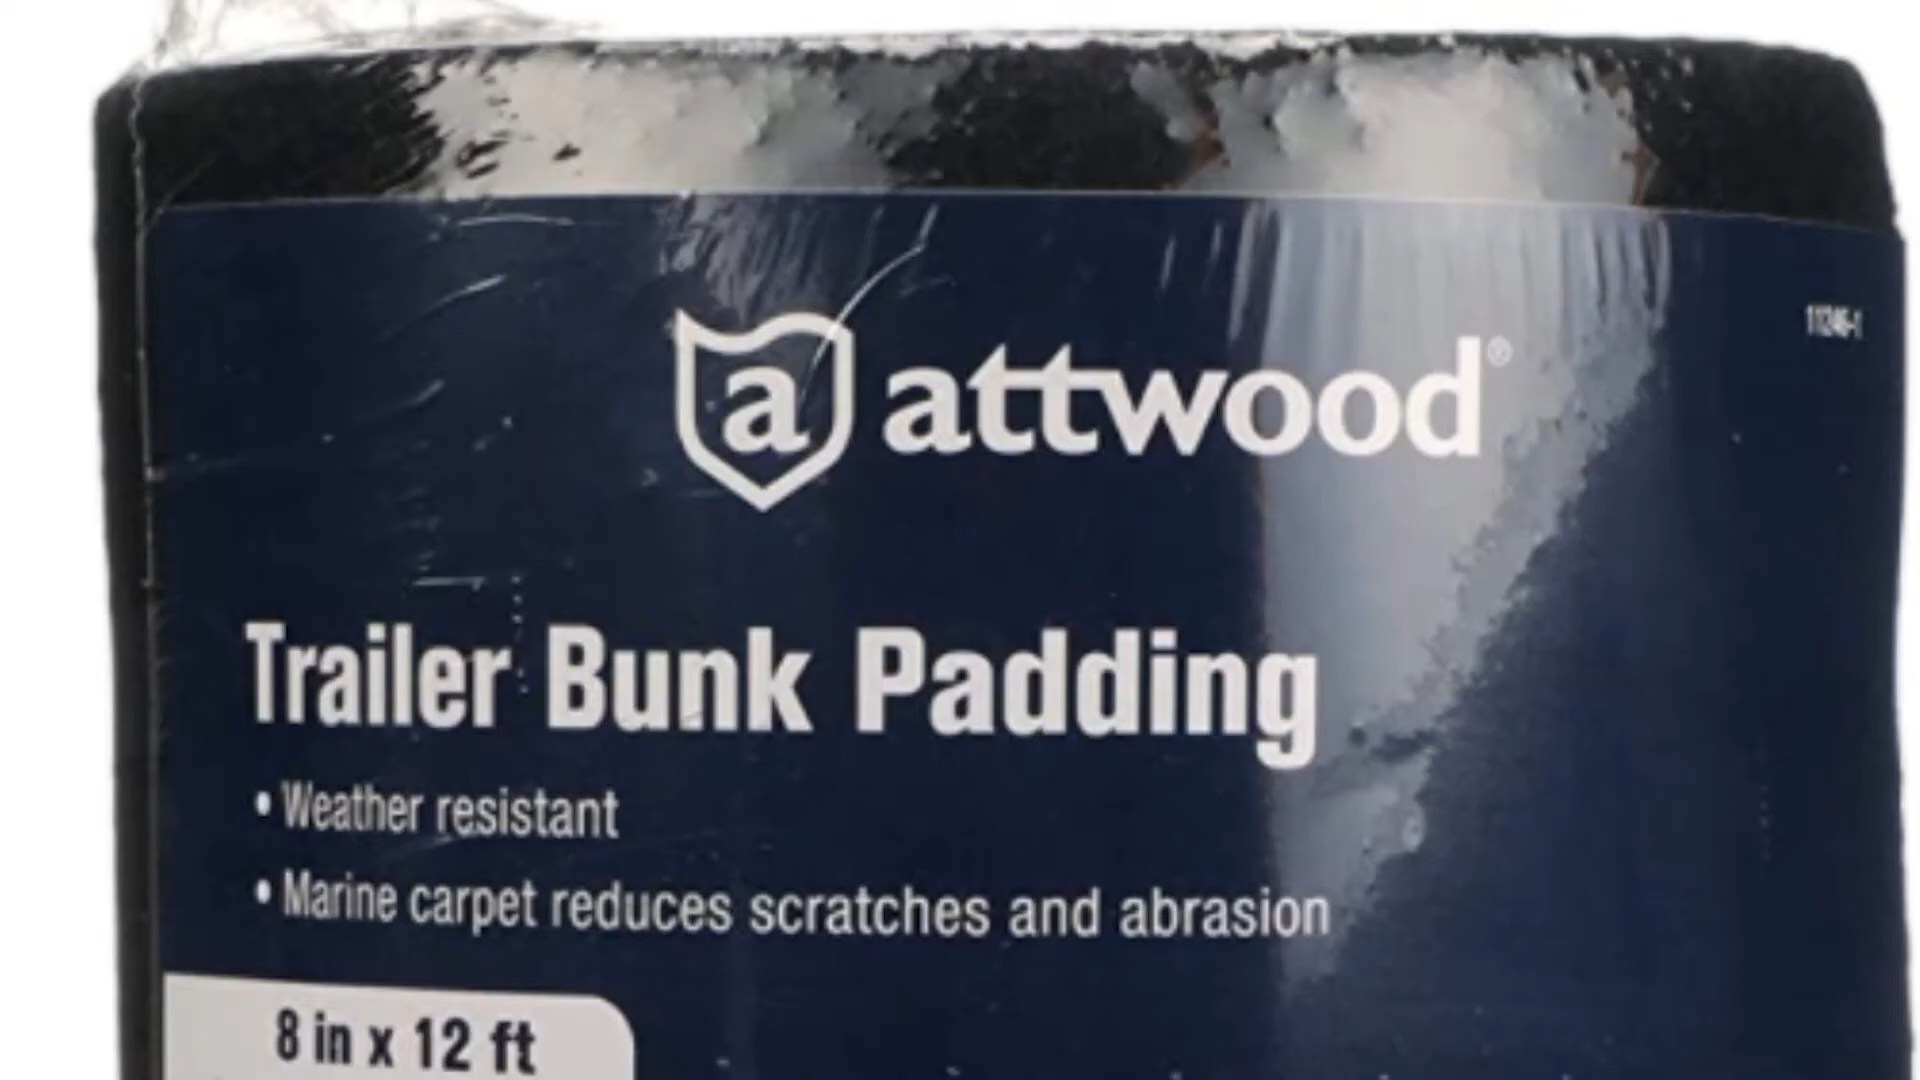 a attwood®
Trailer Bunk Padding
• Weather resistant
• Marine carpet reduces scratches and abrasion
8 in x 12 ft